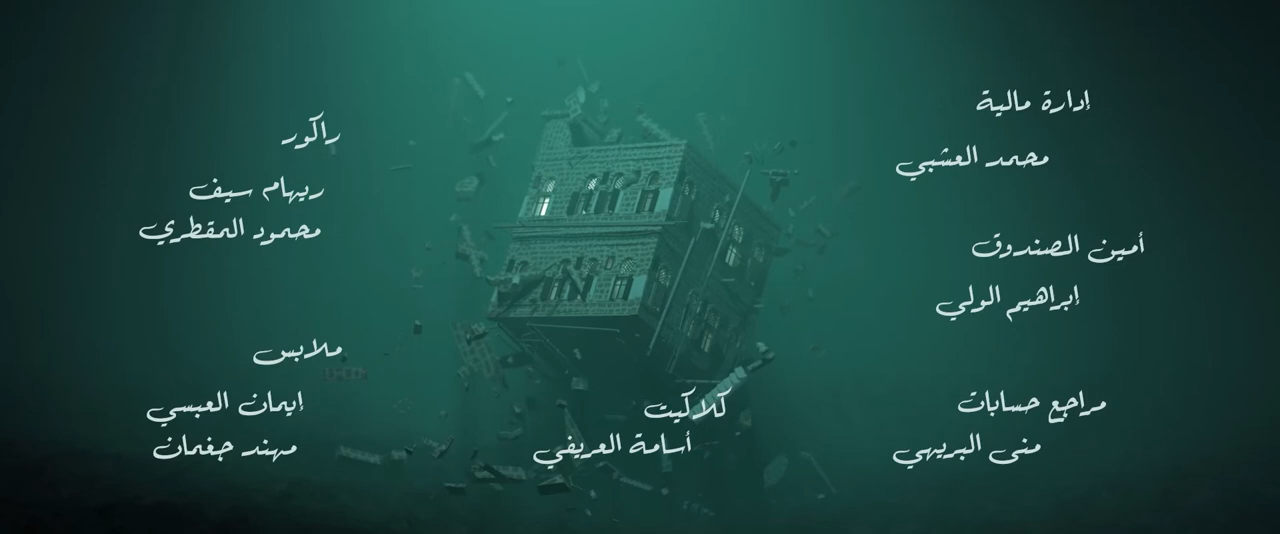 إدارة مالية
محمد العشبي
أمين الصندوق
إبراهيم الولي
مراجع حسابات
منى البريهي
كلاكيت
أسامة العريفي
راكور
ريهام سيف
محمود المقطري
ملابس
إيمان العبسي
مهند جغمان